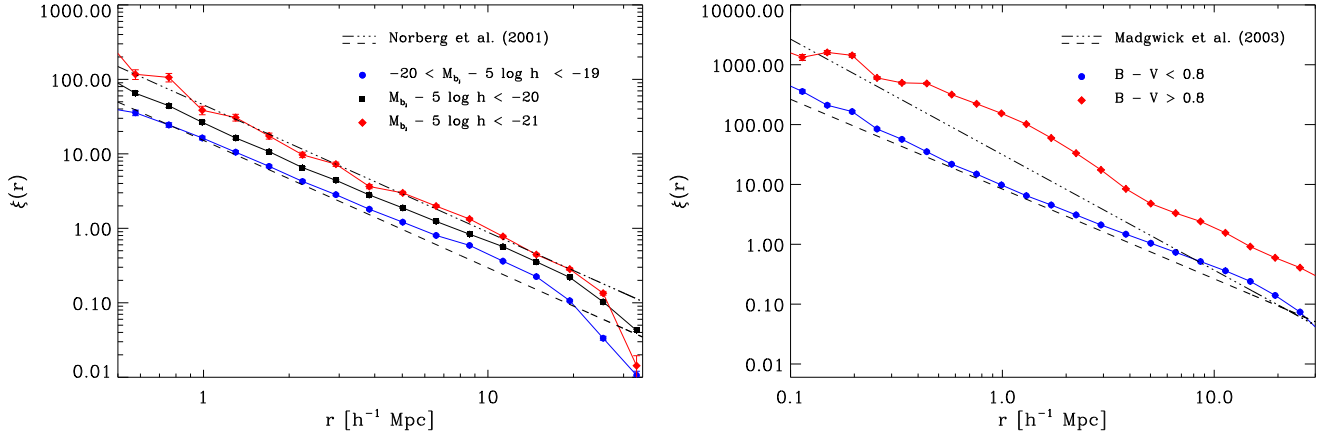 1000.00
100.00
10.00
1.00
0.10
0.01
ξ(r)
Norberg et al. (2001)
-20 < M_bJ - 5 log h < -19
M_bJ - 5 log h < -20
M_bJ - 5 log h < -21
1
10
r [h⁻¹ Mpc]
10000.00
1000.00
100.00
10.00
1.00
0.10
0.01
ξ(r)
Madgwick et al. (2003)
B - V < 0.8
B - V > 0.8
0.1
1.0
10.0
r [h⁻¹ Mpc]